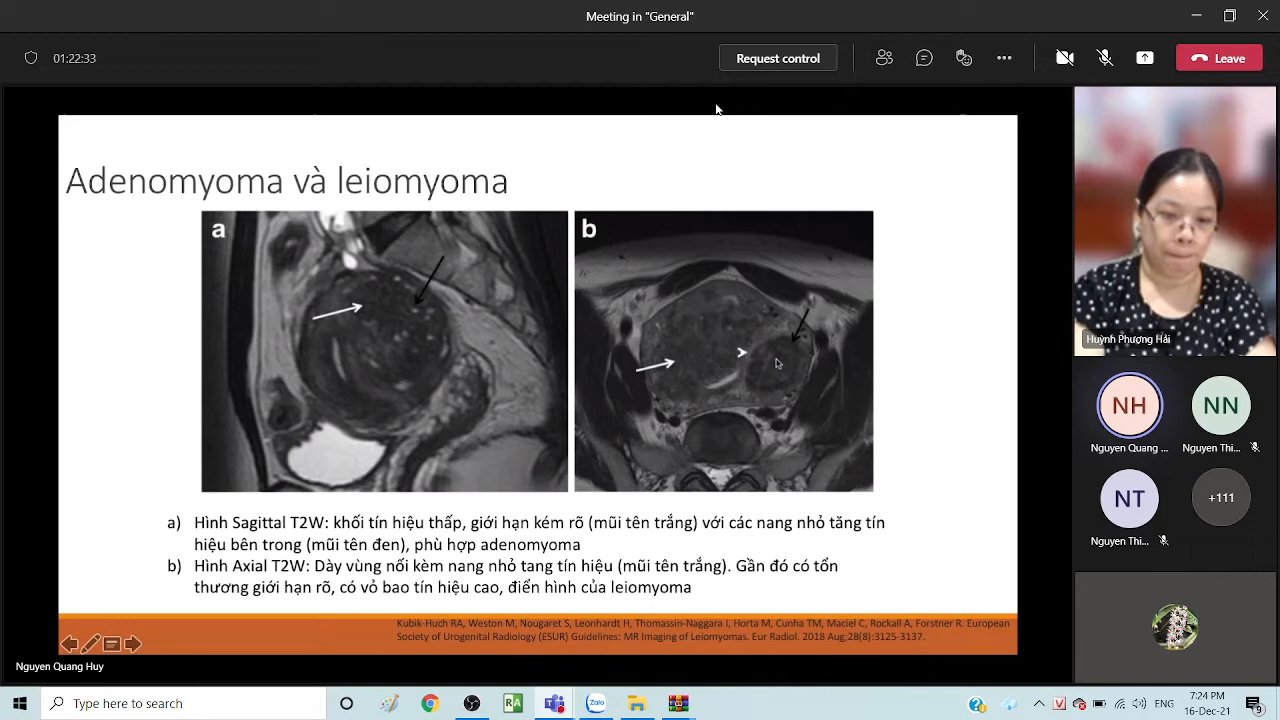 Meeting in "General"
01:22:33
Request control
Leave
Adenomyoma và leiomyoma
a
b
a) Hình Sagittal T2W: khối tín hiệu thấp, giới hạn kém rõ (mũi tên trắng) với các nang nhỏ tăng tín
hiệu bên trong (mũi tên đen), phù hợp adenomyoma
b) Hình Axial T2W: Dày vùng nối kèm nang nhỏ tang tín hiệu (mũi tên trắng). Gần đó có tổn
thương giới hạn rõ, có vỏ bao tín hiệu cao, điển hình của leiomyoma
Kubik-Huch RA, Weston M, Nougaret S, Leonhardt H, Thomassin-Naggara I, Horta M, Cunha TM, Maciel C, Rockall A, Forstner R. European
Society of Urogenital Radiology (ESUR) Guidelines: MR Imaging of Leiomyomas. Eur Radiol. 2018 Aug;28(8):3125-3137.
Nguyen Quang Huy
Huỳnh Phượng Hải
NH
NN
Nguyen Quang ...
Nguyen Thi...
NT
+111
Nguyen Thi...
Type here to search
RA
Zalo
V
ENG
7:24 PM
16-Dec-21
9